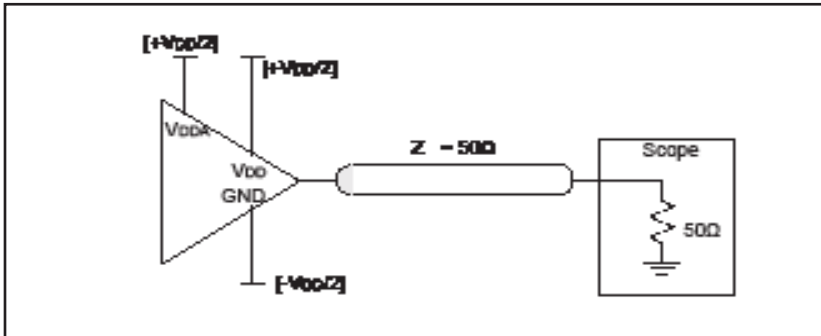 [+VDD/2]
[+VDD/2]
VDDA
Z = 50Ω
Scope
VDD
GND
50Ω
[-VDD/2]